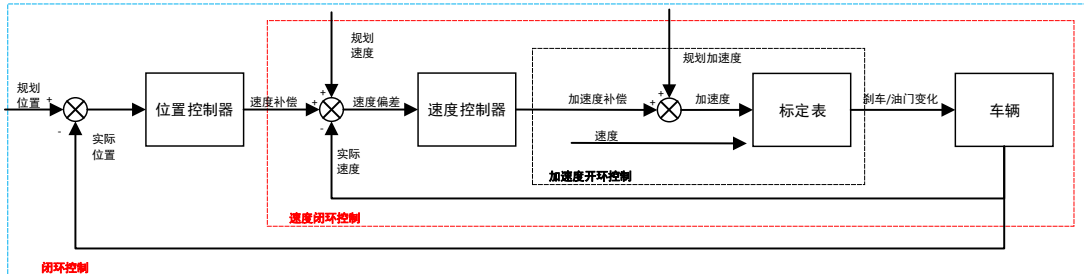 规划
速度
规划加速度
规划
位置
+
-
实际
位置
位置控制器
速度补偿
+
+
-
速度偏差
速度控制器
加速度补偿
+
+
加速度
标定表
刹车/油门变化
车辆
速度
实际
速度
加速度开环控制
速度闭环控制
闭环控制